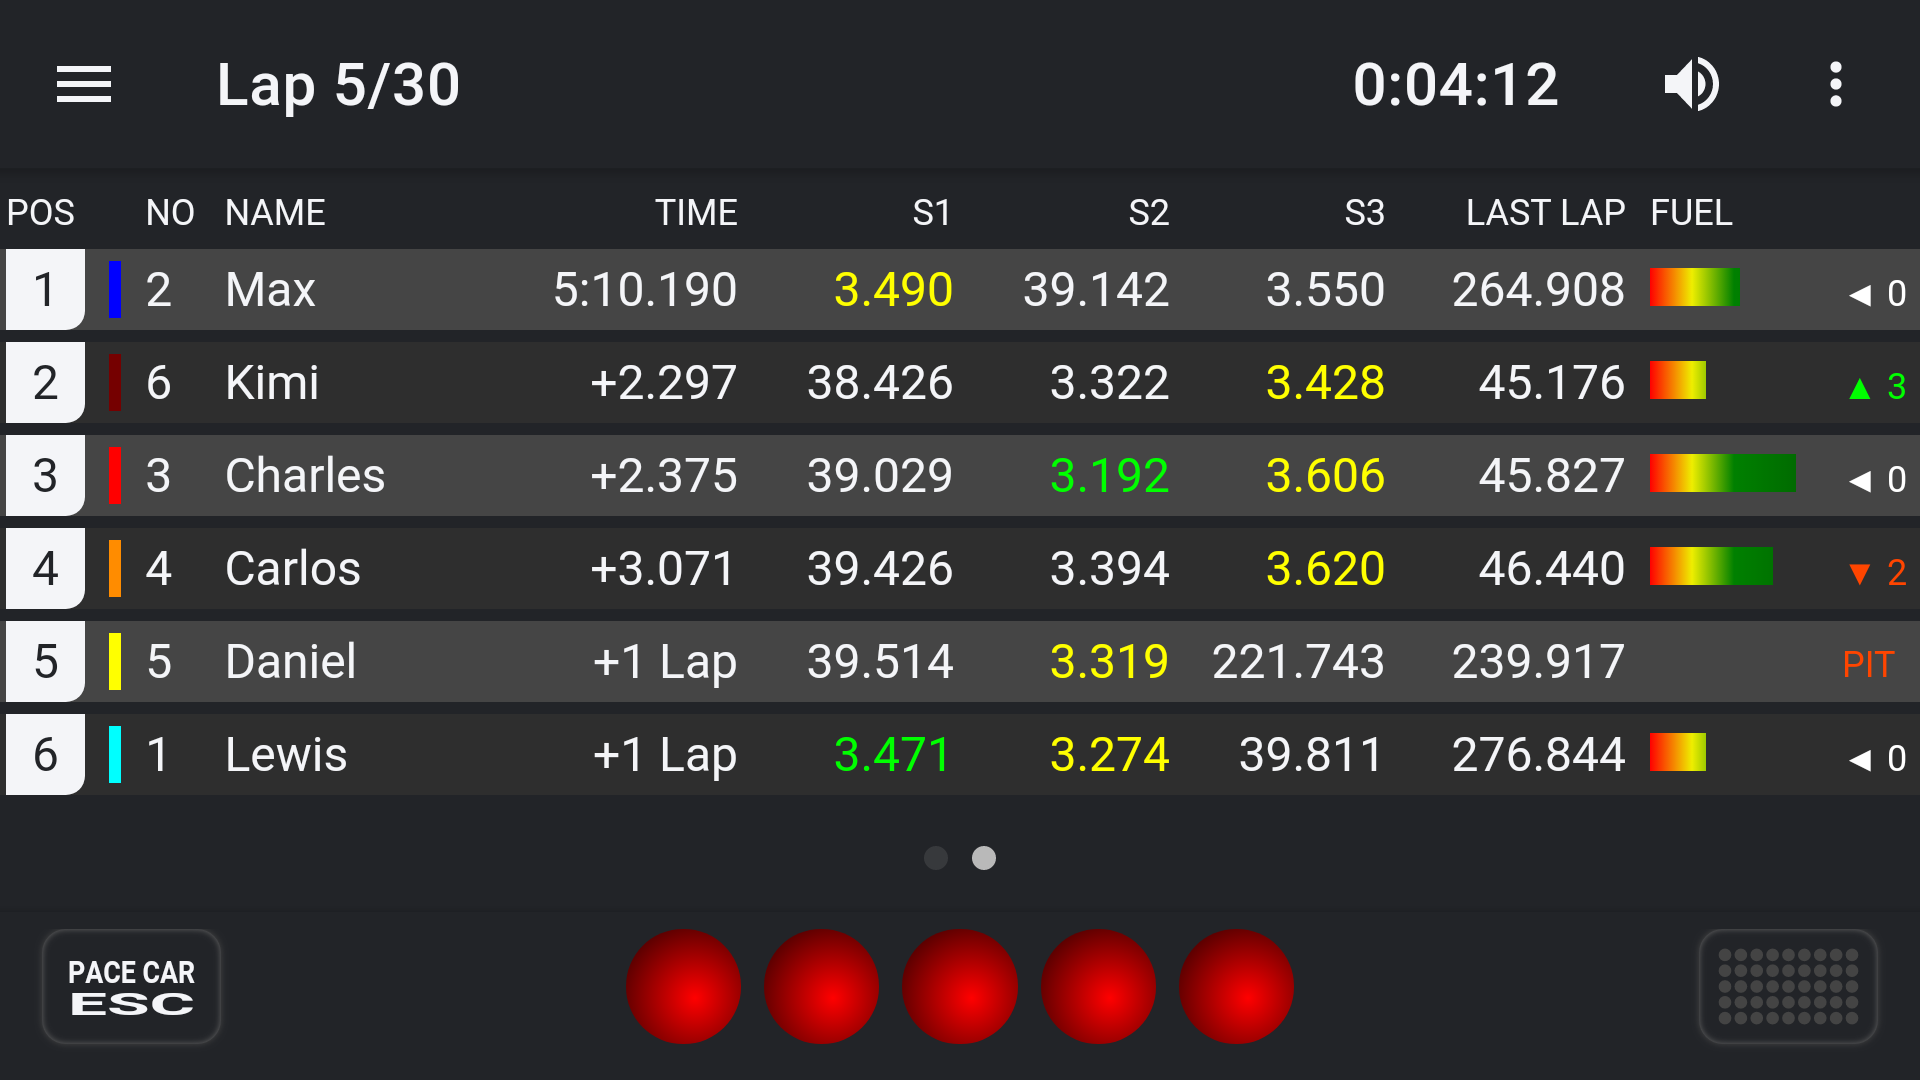 Lap 5/30 0:04:12
POS NO NAME TIME S1 S2 S3 LAST LAP FUEL
1 2 Max 5:10.190 3.490 39.142 3.550 264.908 ◄ 0
2 6 Kimi +2.297 38.426 3.322 3.428 45.176 ▲ 3
3 3 Charles +2.375 39.029 3.192 3.606 45.827 ◄ 0
4 4 Carlos +3.071 39.426 3.394 3.620 46.440 ▼ 2
5 5 Daniel +1 Lap 39.514 3.319 221.743 239.917 PIT
6 1 Lewis +1 Lap 3.471 3.274 39.811 276.844 ◄ 0
PACE CAR
ESC